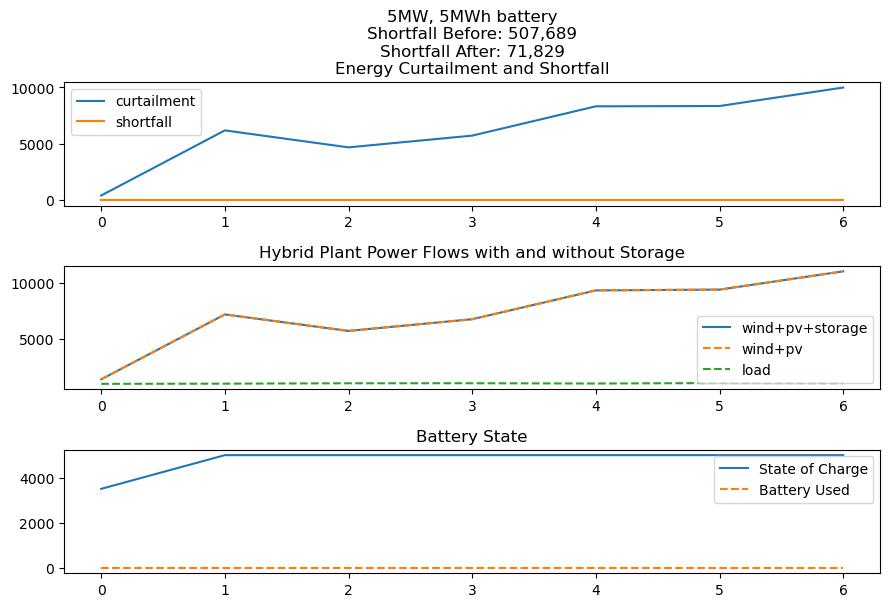 5MW, 5MWh battery
Shortfall Before: 507,689
Shortfall After: 71,829
Energy Curtailment and Shortfall
10000
5000
0
curtailment
shortfall
0 1 2 3 4 5 6
Hybrid Plant Power Flows with and without Storage
10000
5000
wind+pv+storage
wind+pv
load
0 1 2 3 4 5 6
Battery State
4000
2000
0
State of Charge
Battery Used
0 1 2 3 4 5 6